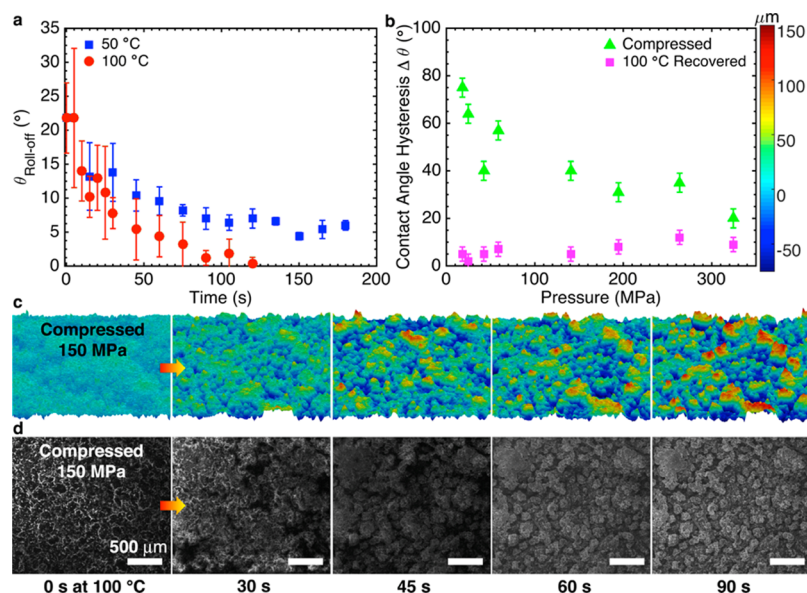 a
35
30
25
20
15
10
5
0
θRoll-off (°)
50 °C
100 °C
0 50 100 150 200
Time (s)
b
100
80
60
40
20
0
Contact Angle Hysteresis Δ θ (°)
Compressed
100 °C Recovered
0 100 200 300
Pressure (MPa)
μm
150
100
50
0
-50
c
Compressed
150 MPa
d
Compressed
150 MPa
500 μm
0 s at 100 °C 30 s 45 s 60 s 90 s